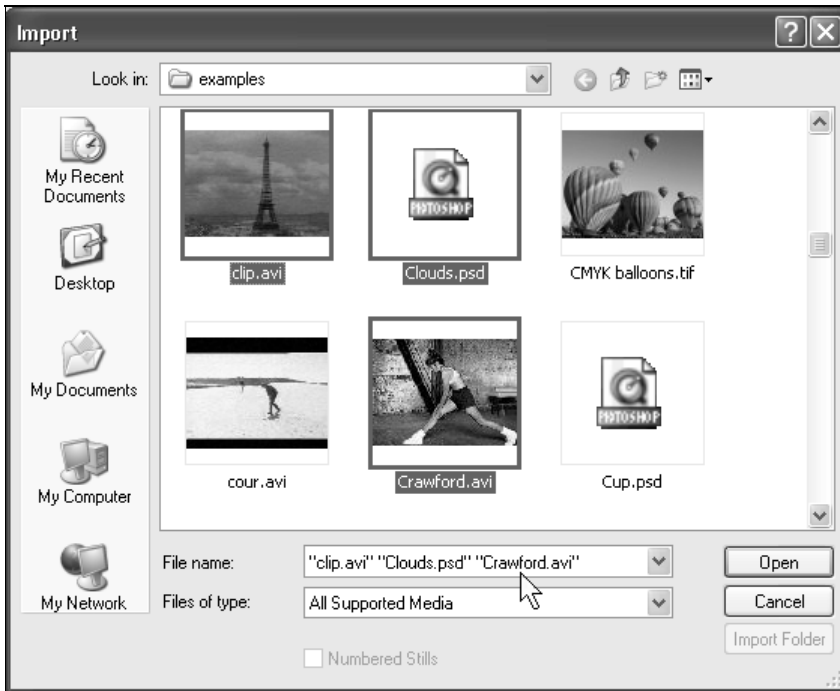 Import
Look in:
examples
My Recent
Documents
Desktop
My Documents
My Computer
My Network
PHOTOSHOP
clip.avi
Clouds.psd
CMYK balloons.tif
PHOTOSHOP
cour.avi
Crawford.avi
Cup.psd
File name:
"clip.avi" "Clouds.psd" "Crawford.avi"
Open
Files of type:
All Supported Media
Cancel
Import Folder
Numbered Stills